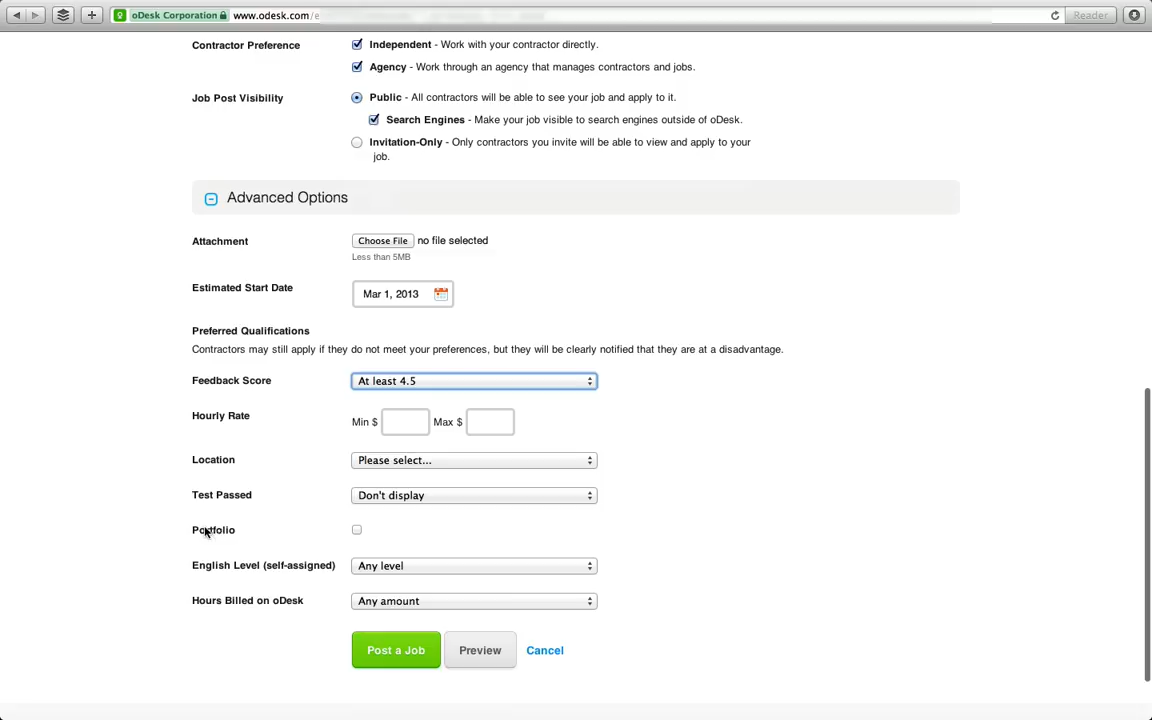 oDesk Corporation www.odesk.com/e Reader
Contractor Preference Independent - Work with your contractor directly.
Agency - Work through an agency that manages contractors and jobs.
Job Post Visibility Public - All contractors will be able to see your job and apply to it.
Search Engines - Make your job visible to search engines outside of oDesk.
Invitation-Only - Only contractors you invite will be able to view and apply to your
job.
Advanced Options
Attachment Choose File no file selected
Less than 5MB
Estimated Start Date Mar 1, 2013
Preferred Qualifications
Contractors may still apply if they do not meet your preferences, but they will be clearly notified that they are at a disadvantage.
Feedback Score At least 4.5
Hourly Rate Min $ Max $
Location Please select...
Test Passed Don't display
Portfolio
English Level (self-assigned) Any level
Hours Billed on oDesk Any amount
Post a Job Preview Cancel